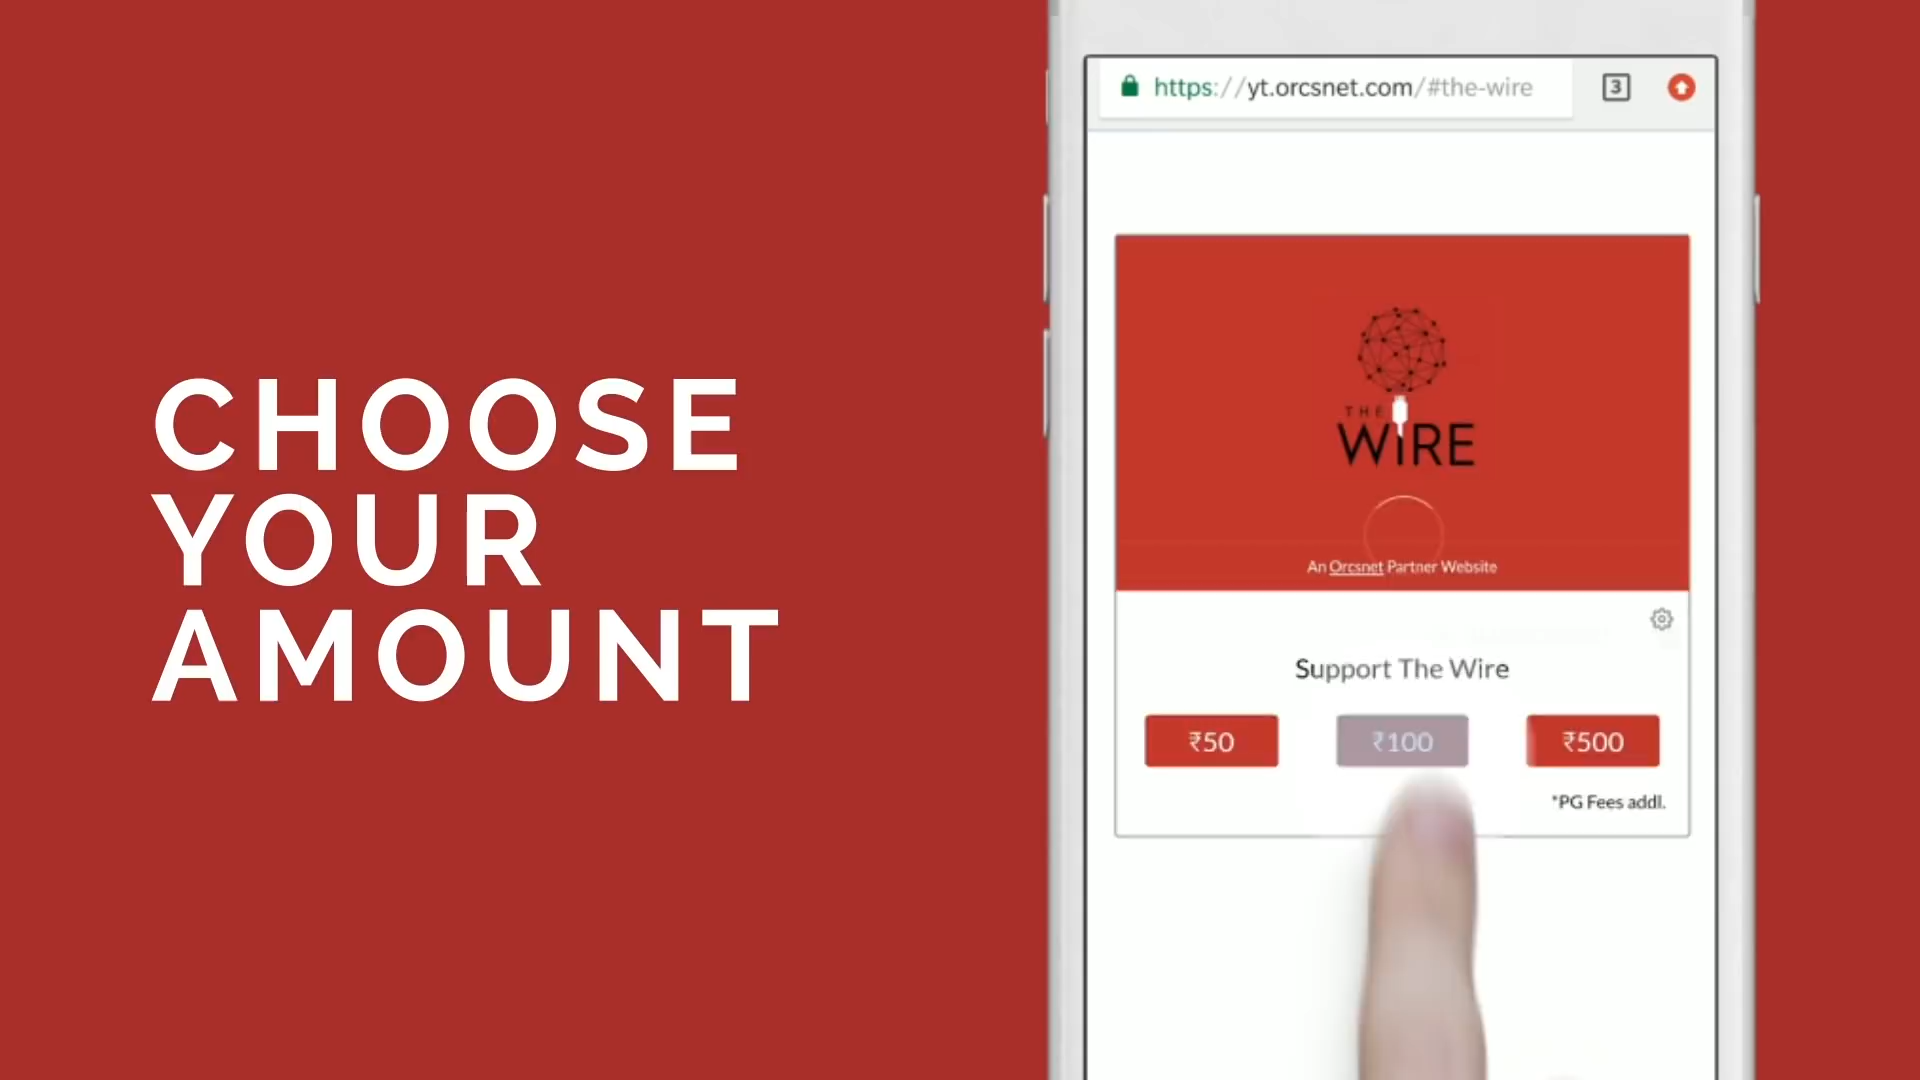 CHOOSE
YOUR
AMOUNT
https://yt.orcsnet.com/#the-wire
3
THE
WiRE
An Orcsnet Partner Website
Support The Wire
₹50
₹100
₹500
*PG Fees addl.